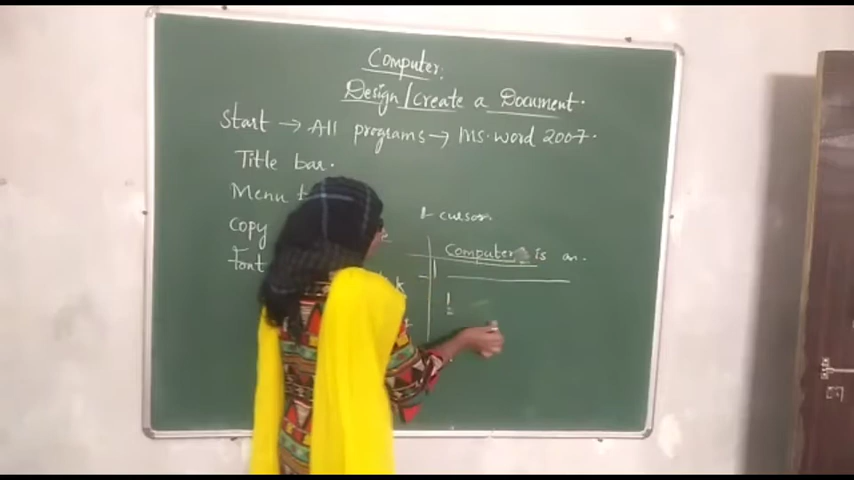 Computer:
Design/Create a Document.
Start → All programs → Ms. word 2007.
Title bar.
Menu
cursor.
Copy
Computer is an.
Font